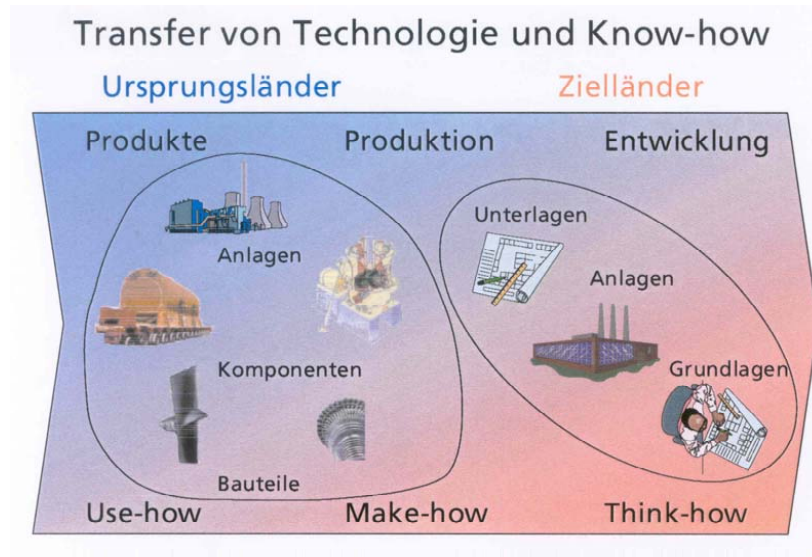 Transfer von Technologie und Know-how
Ursprungsländer Zielländer
Produkte Produktion Entwicklung
Unterlagen
Anlagen
Anlagen
Komponenten
Grundlagen
Bauteile
Use-how Make-how Think-how